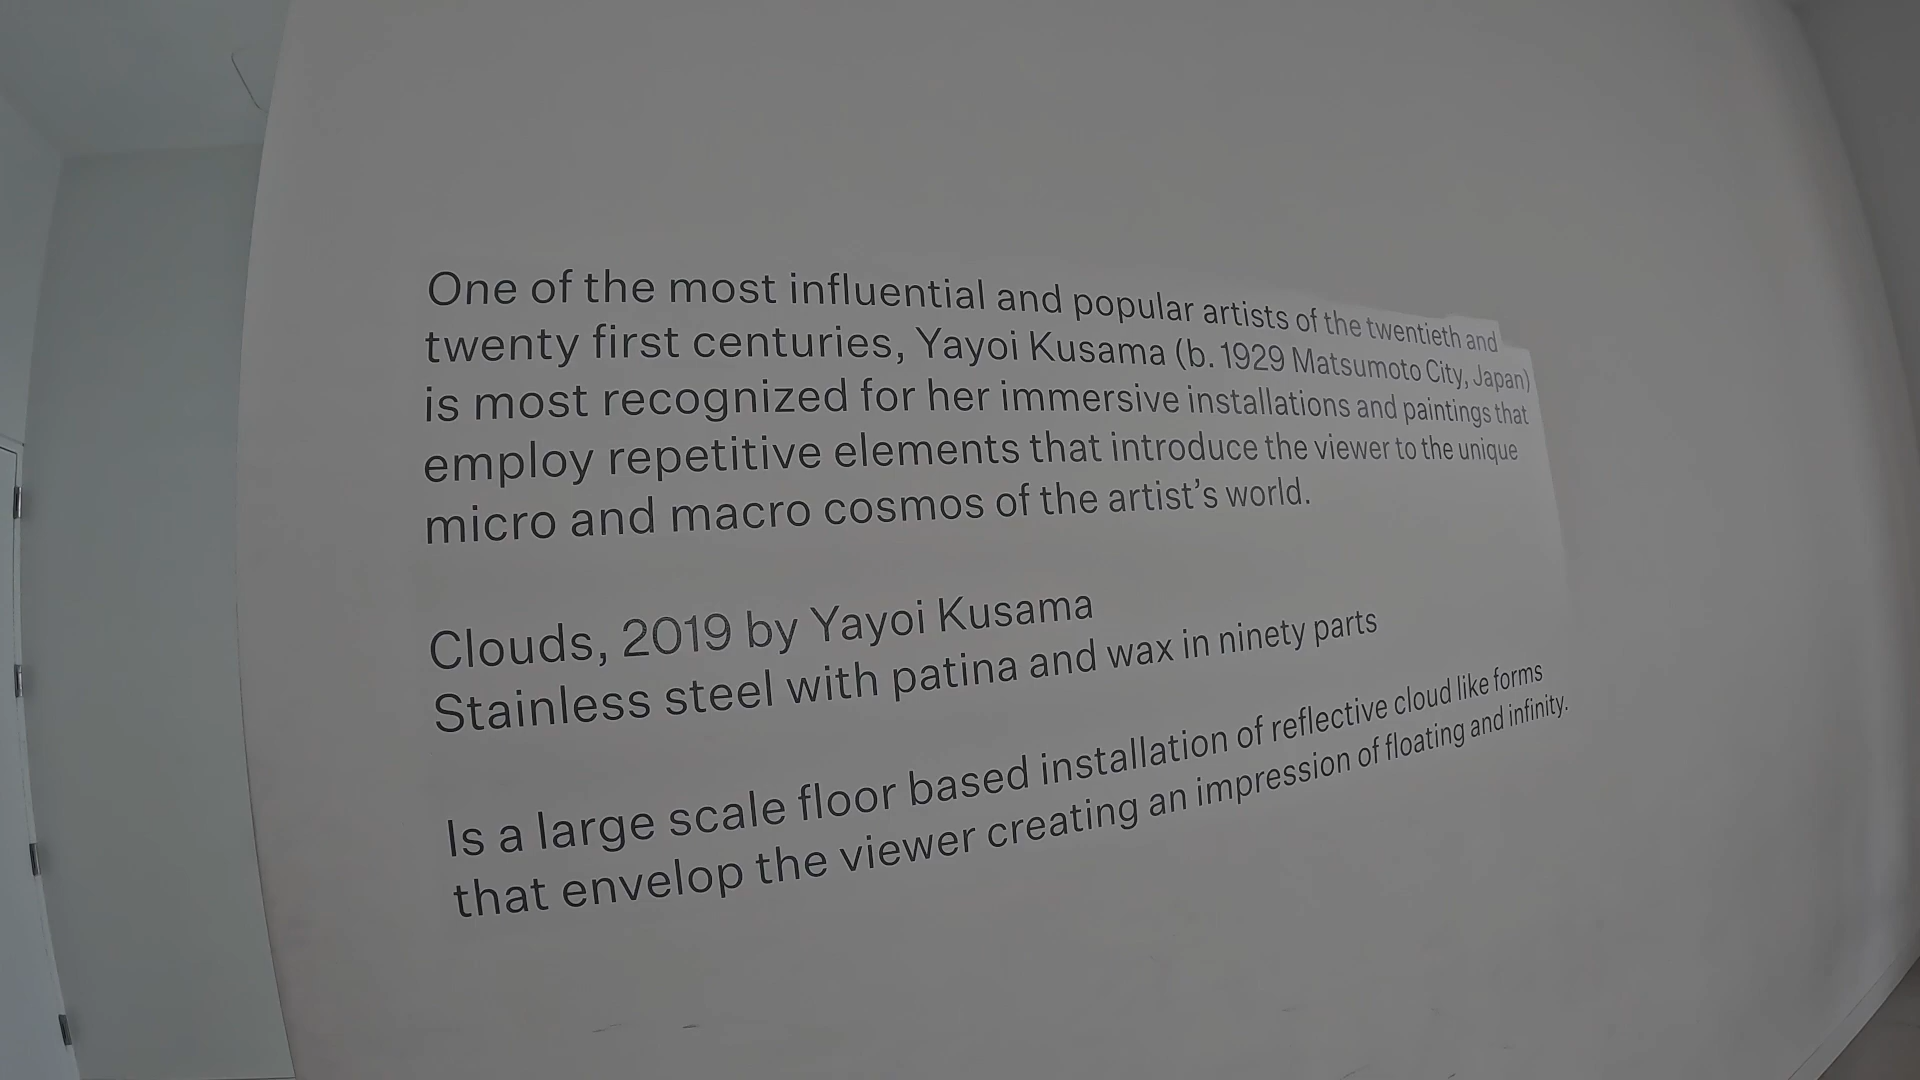 One of the most influential and popular artists of the twentieth and
twenty first centuries, Yayoi Kusama (b. 1929 Matsumoto City, Japan)
is most recognized for her immersive installations and paintings that
employ repetitive elements that introduce the viewer to the unique
micro and macro cosmos of the artist's world.
Clouds, 2019 by Yayoi Kusama
Stainless steel with patina and wax in ninety parts
Is a large scale floor based installation of reflective cloud like forms
that envelop the viewer creating an impression of floating and infinity.